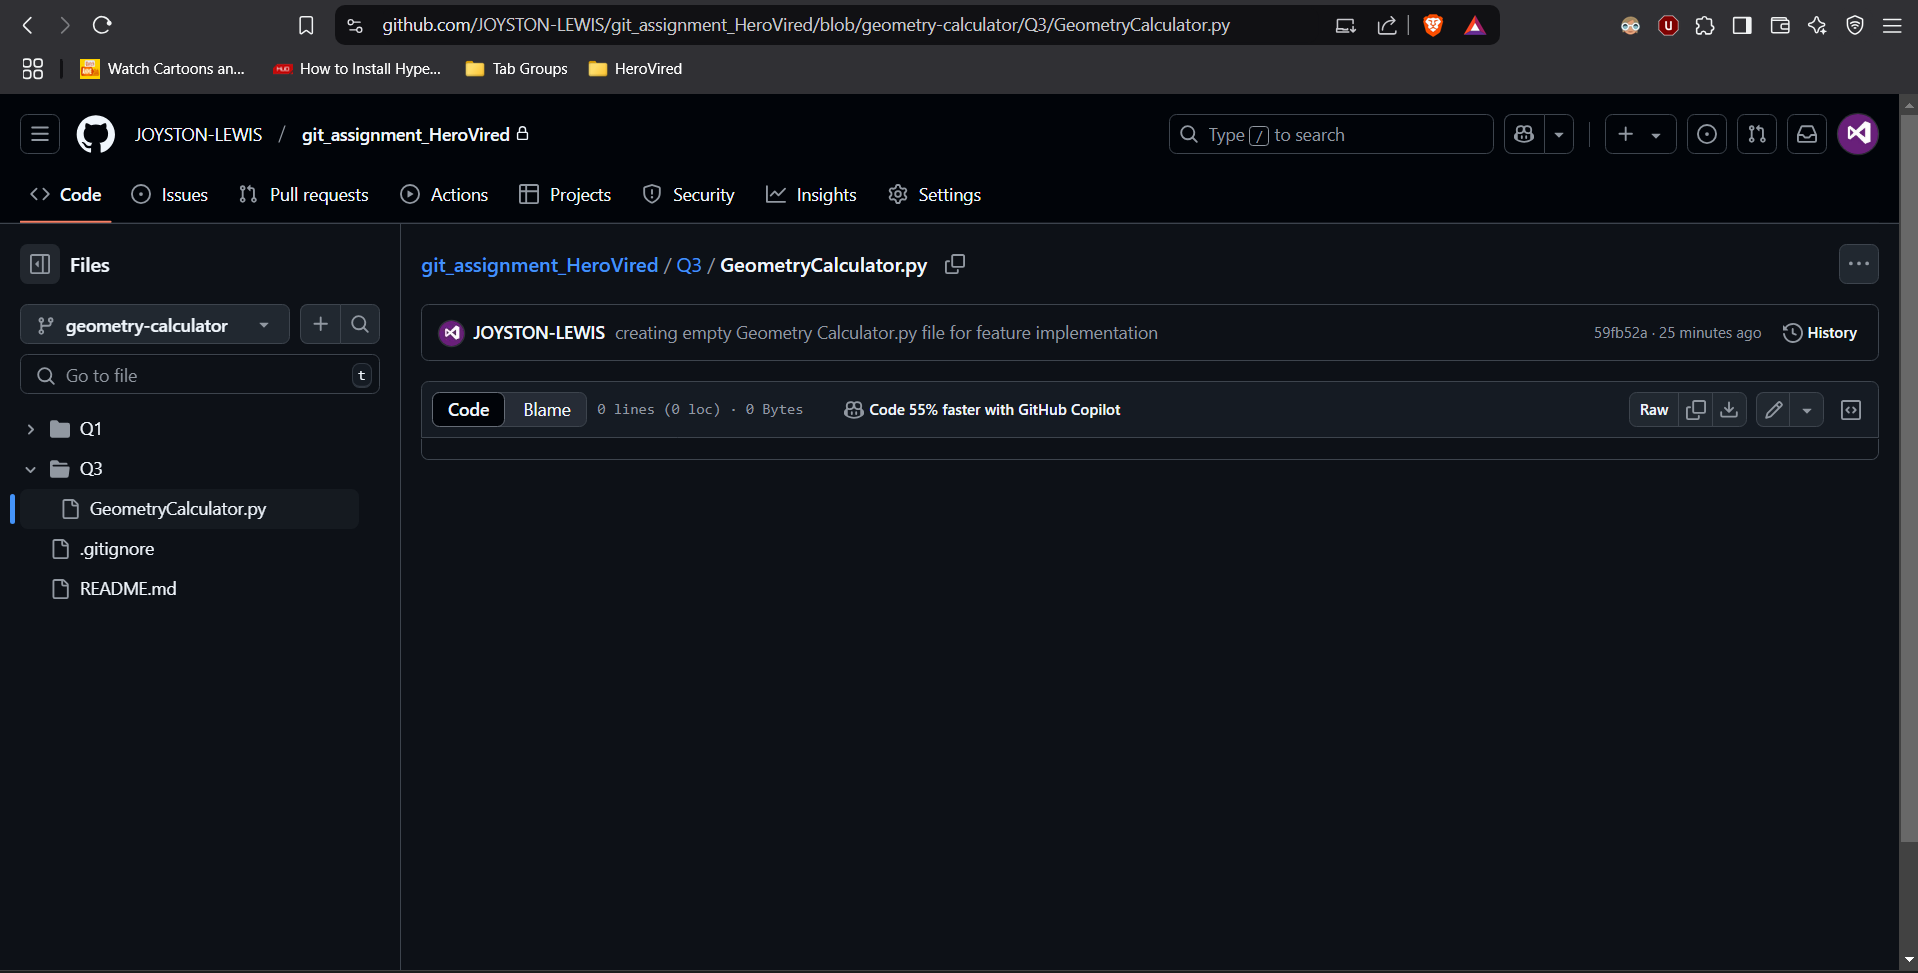 github.com/JOYSTON-LEWIS/git_assignment_HeroVired/blob/geometry-calculator/Q3/GeometryCalculator.py
Watch Cartoons an... How to Install Hype... Tab Groups HeroVired
JOYSTON-LEWIS / git_assignment_HeroVired Type / to search
Code Issues Pull requests Actions Projects Security Insights Settings
Files
git_assignment_HeroVired / Q3 / GeometryCalculator.py
geometry-calculator
JOYSTON-LEWIS creating empty Geometry Calculator.py file for feature implementation 59fb52a · 25 minutes ago History
Go to file t
Code Blame 0 lines (0 loc) · 0 Bytes Code 55% faster with GitHub Copilot Raw
Q1
Q3
GeometryCalculator.py
.gitignore
README.md